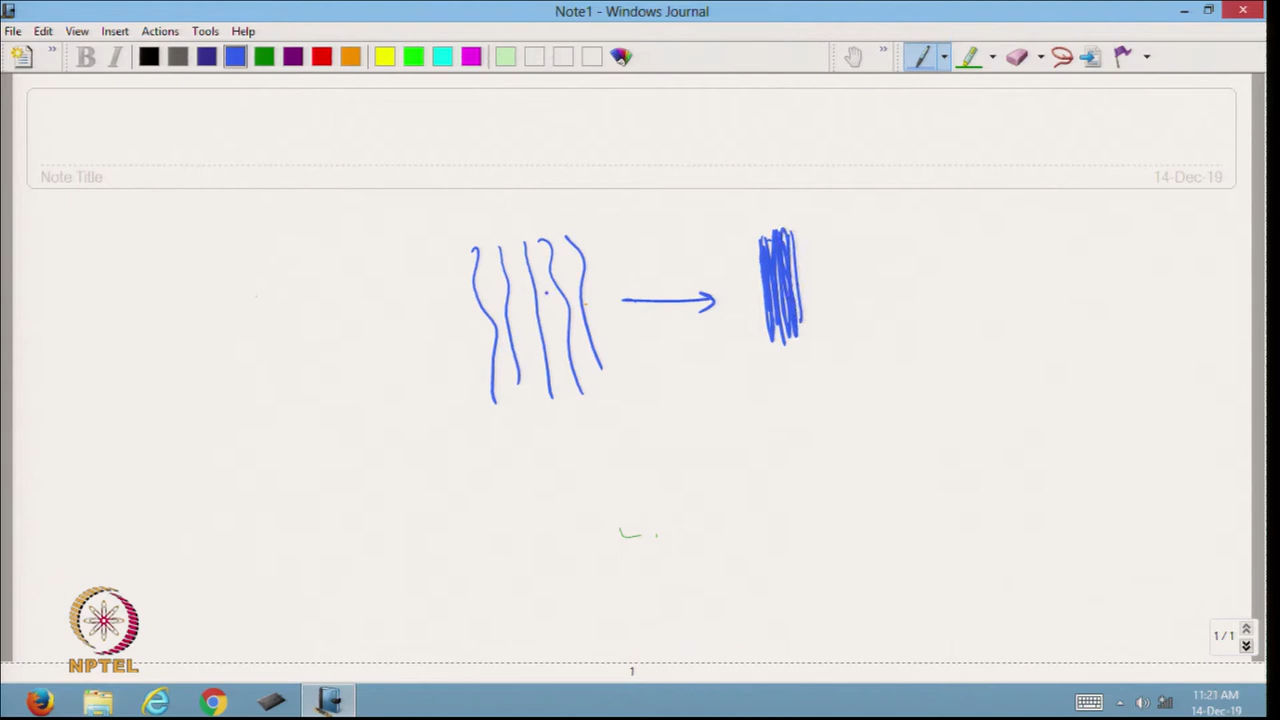 Note1 - Windows Journal
File Edit View Insert Actions Tools Help
B I
Note Title
14-Dec-19
1 / 1
NPTEL
1
11:23 AM
14-Dec-19